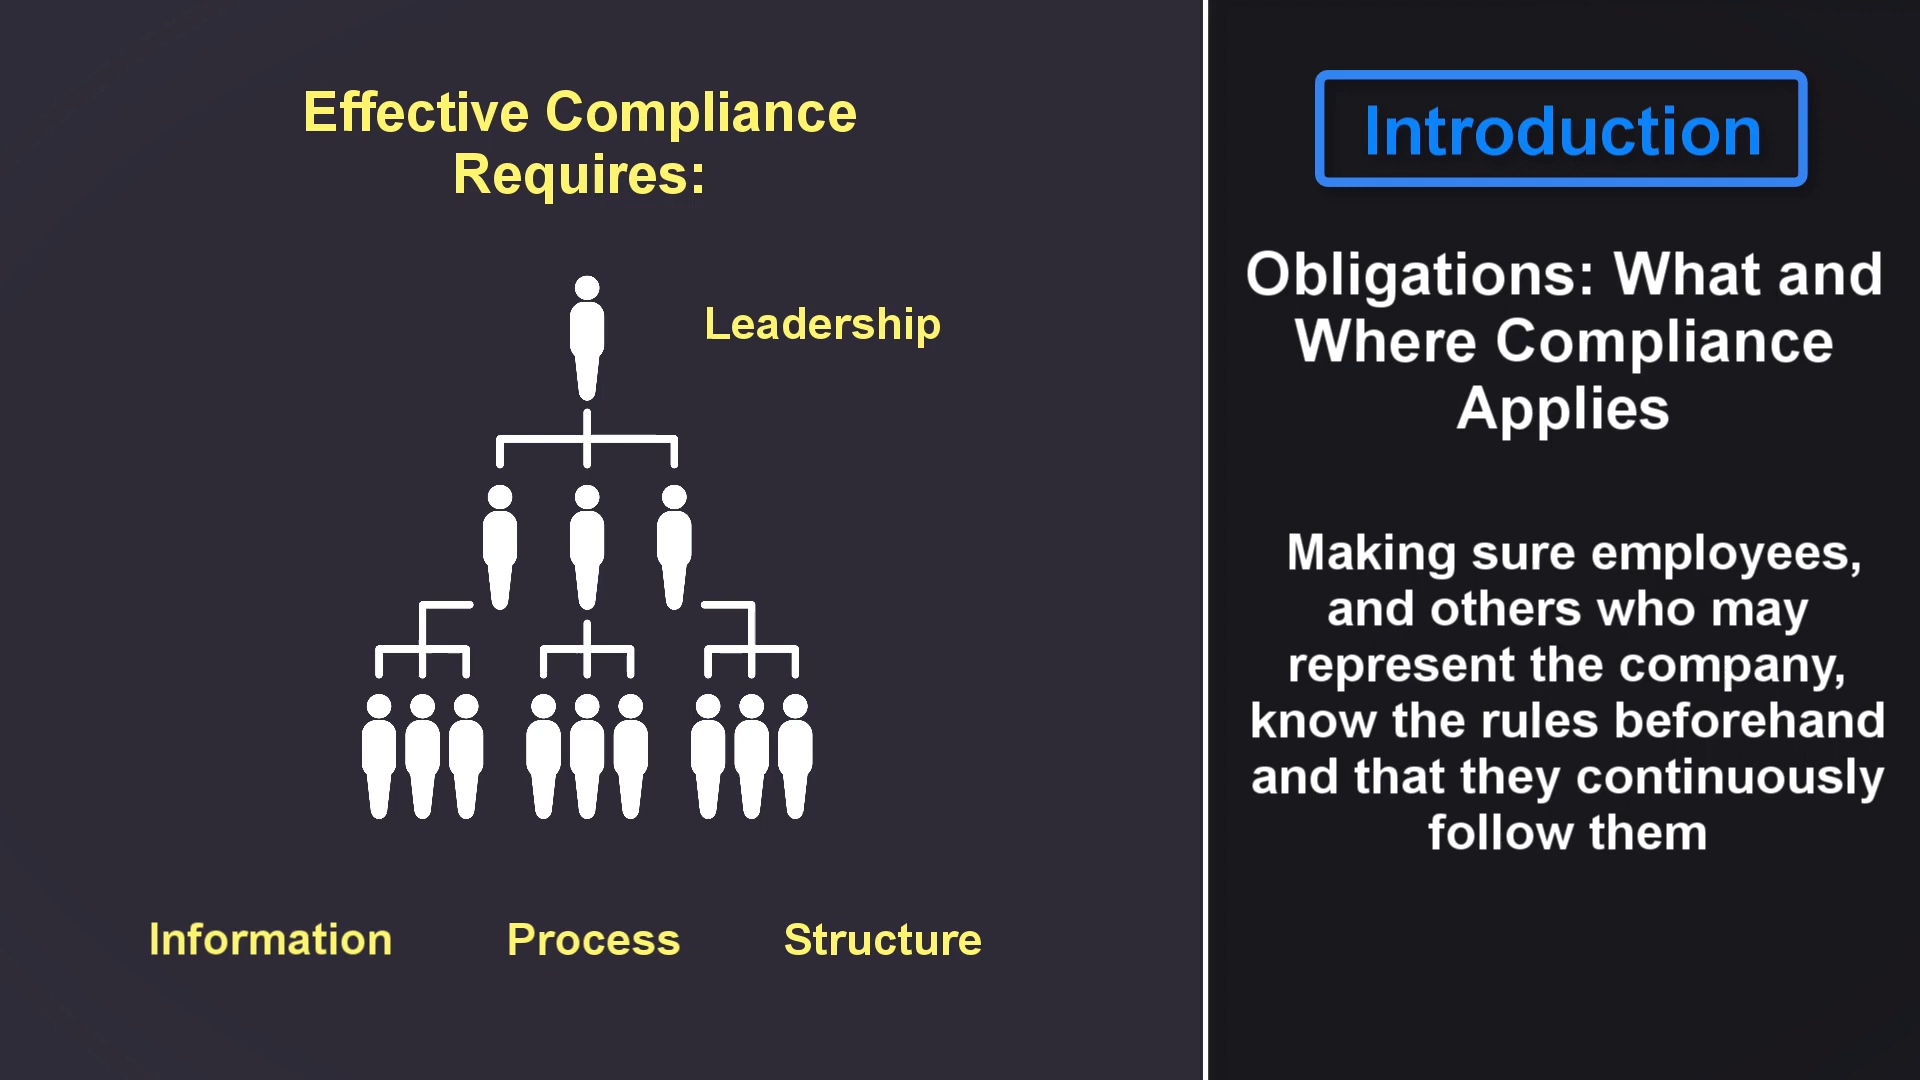 Effective Compliance
Requires:
Leadership
Information Process Structure
Introduction
Obligations: What and
Where Compliance
Applies
Making sure employees,
and others who may
represent the company,
know the rules beforehand
and that they continuously
follow them